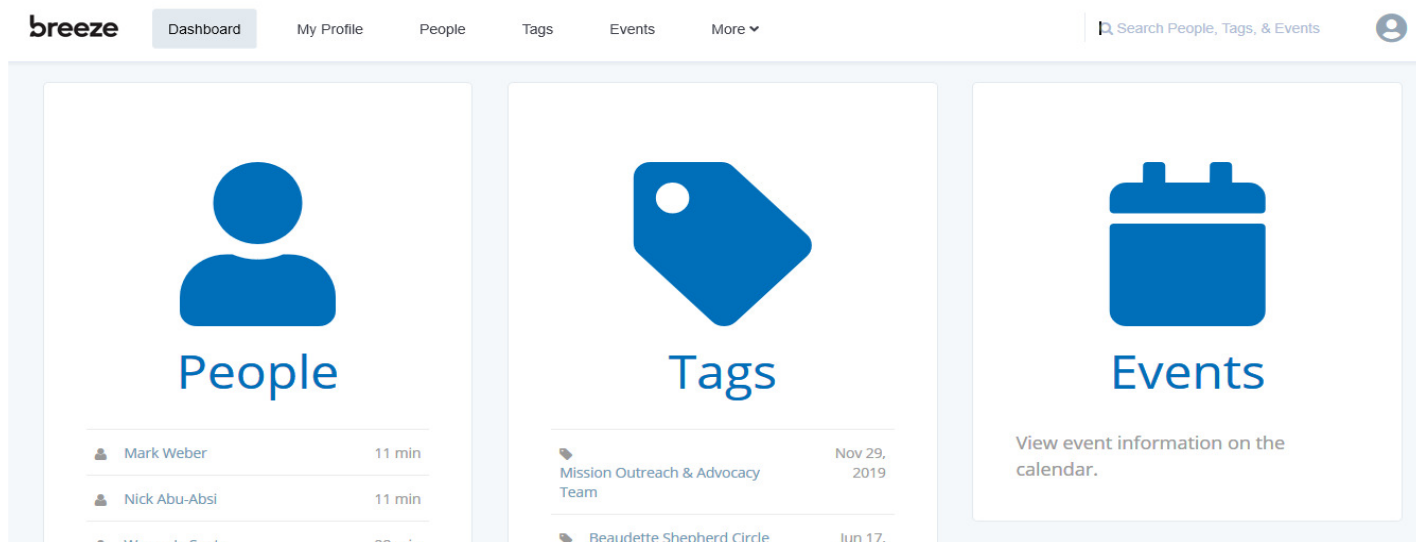 breeze Dashboard My Profile People Tags Events More Search People, Tags, & Events
People
Mark Weber 11 min
Nick Abu-Absi 11 min
Tags
Mission Outreach & Advocacy Team Nov 29, 2019
Beaudette Shepherd Circle Jun 17,
Events
View event information on the
calendar.